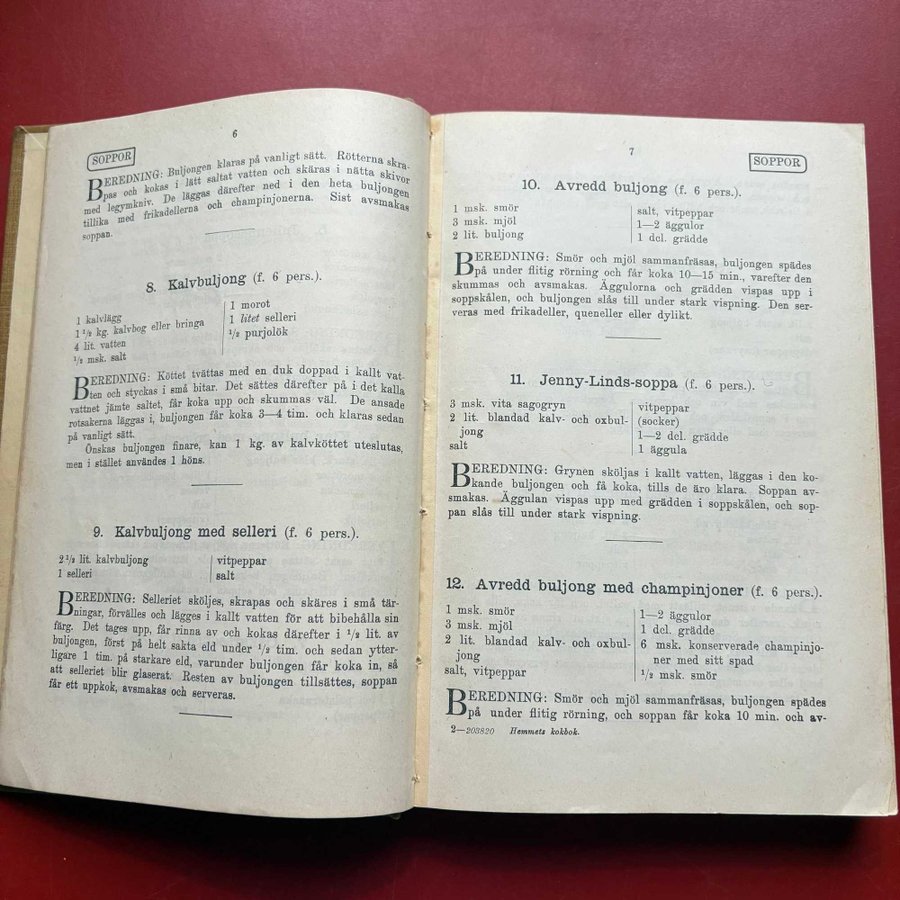 6
SOPPOR
BEREDNING: Buljongen klaras på vanligt sätt. Rötterna skra-
pas och kokas i lätt saltat vatten och skäras i nätta skivor
med legymkniv. De läggas därefter ned i den heta buljongen
tillika med frikadellerna och champinjonerna. Sist avsmakas
soppan.
8. Kalvbuljong (f. 6 pers.).
1 kalvlägg
1 1/2 kg. kalvbog eller bringa
4 lit. vatten
1/2 msk. salt
1 morot
1 litet selleri
1/2 purjolök
BEREDNING: Köttet tvättas med en duk doppad i kallt vat-
ten och styckas i små bitar. Det sättes därefter på i det kalla
vattnet jämte saltet, får koka upp och skummas väl. De ansade
rotsakerna läggas i, buljongen får koka 3—4 tim. och klaras sedan
på vanligt sätt.
Önskas buljongen finare, kan 1 kg. av kalvköttet uteslutas,
men i stället användes 1 höns.
9. Kalvbuljong med selleri (f. 6 pers.).
2 1/2 lit. kalvbuljong
1 selleri
vitpeppar
salt
BEREDNING: Selleriet sköljes, skrapas och skäres i små tär-
ningar, förvälles och lägges i kallt vatten för att bibehålla sin
färg. Det tages upp, får rinna av och kokas därefter i 1/2 lit. av
buljongen, först på helt sakta eld under 1/2 tim. och sedan ytter-
ligare 1 tim. på starkare eld, varunder buljongen får koka in, så
att selleriet blir glaserat. Resten av buljongen tillsättes, soppan
får ett uppkok, avsmakas och serveras.
7
SOPPOR
10. Avredd buljong (f. 6 pers.).
1 msk. smör
3 msk. mjöl
2 lit. buljong
salt, vitpeppar
1—2 äggulor
1 dcl. grädde
BEREDNING: Smör och mjöl sammanfräsas, buljongen spädes
på under flitig rörning och får koka 10—15 min., varefter den
skummas och avsmakas. Äggulorna och grädden vispas upp i
soppskålen, och buljongen slås till under stark vispning. Den ser-
veras med frikadeller, queneller eller dylikt.
11. Jenny-Linds-soppa (f. 6 pers.).
3 msk. vita sagogryn
2 lit. blandad kalv- och oxbul-
jong
salt
vitpeppar
(socker)
1—2 dcl. grädde
1 äggula
BEREDNING: Grynen sköljas i kallt vatten, läggas i den ko-
kande buljongen och få koka, tills de äro klara. Soppan av-
smakas. Äggulan vispas upp med grädden i soppskålen, och sop-
pan slås till under stark vispning.
12. Avredd buljong med champinjoner (f. 6 pers.).
1 msk. smör
3 msk. mjöl
2 lit. blandad kalv- och oxbul-
jong
salt, vitpeppar
1—2 äggulor
1 dcl. grädde
6 msk. konserverade champinjo-
ner med sitt spad
1/2 msk. smör
BEREDNING: Smör och mjöl sammanfräsas, buljongen spädes
på under flitig rörning, och soppan får koka 10 min. och av-
2—203820 Hemmets kokbok.